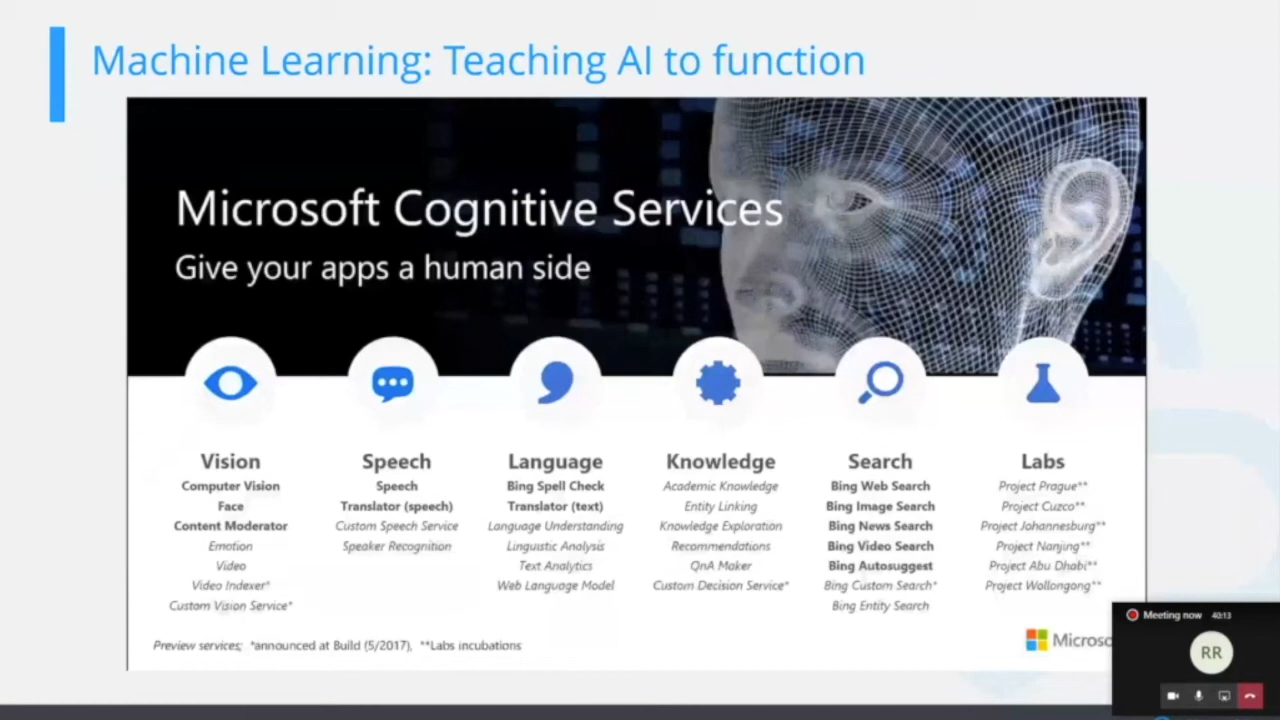 Machine Learning: Teaching AI to function
Microsoft Cognitive Services
Give your apps a human side
Vision
Computer Vision
Face
Content Moderator
Emotion
Video
Video Indexer*
Custom Vision Service*
Speech
Speech
Translator (speech)
Custom Speech Service
Speaker Recognition
Language
Bing Spell Check
Translator (text)
Language Understanding
Linguistic Analysis
Text Analytics
Web Language Model
Knowledge
Academic Knowledge
Entity Linking
Knowledge Exploration
Recommendations
QnA Maker
Custom Decision Service*
Search
Bing Web Search
Bing Image Search
Bing News Search
Bing Video Search
Bing Autosuggest
Bing Custom Search*
Bing Entity Search
Labs
Project Prague**
Project Cuzco**
Project Johannesburg**
Project Nanjing**
Project Abu Dhabi**
Project Wollongong**
Preview services; *announced at Build (5/2017), **Labs incubations
Microso
Meeting now 40:13
RR